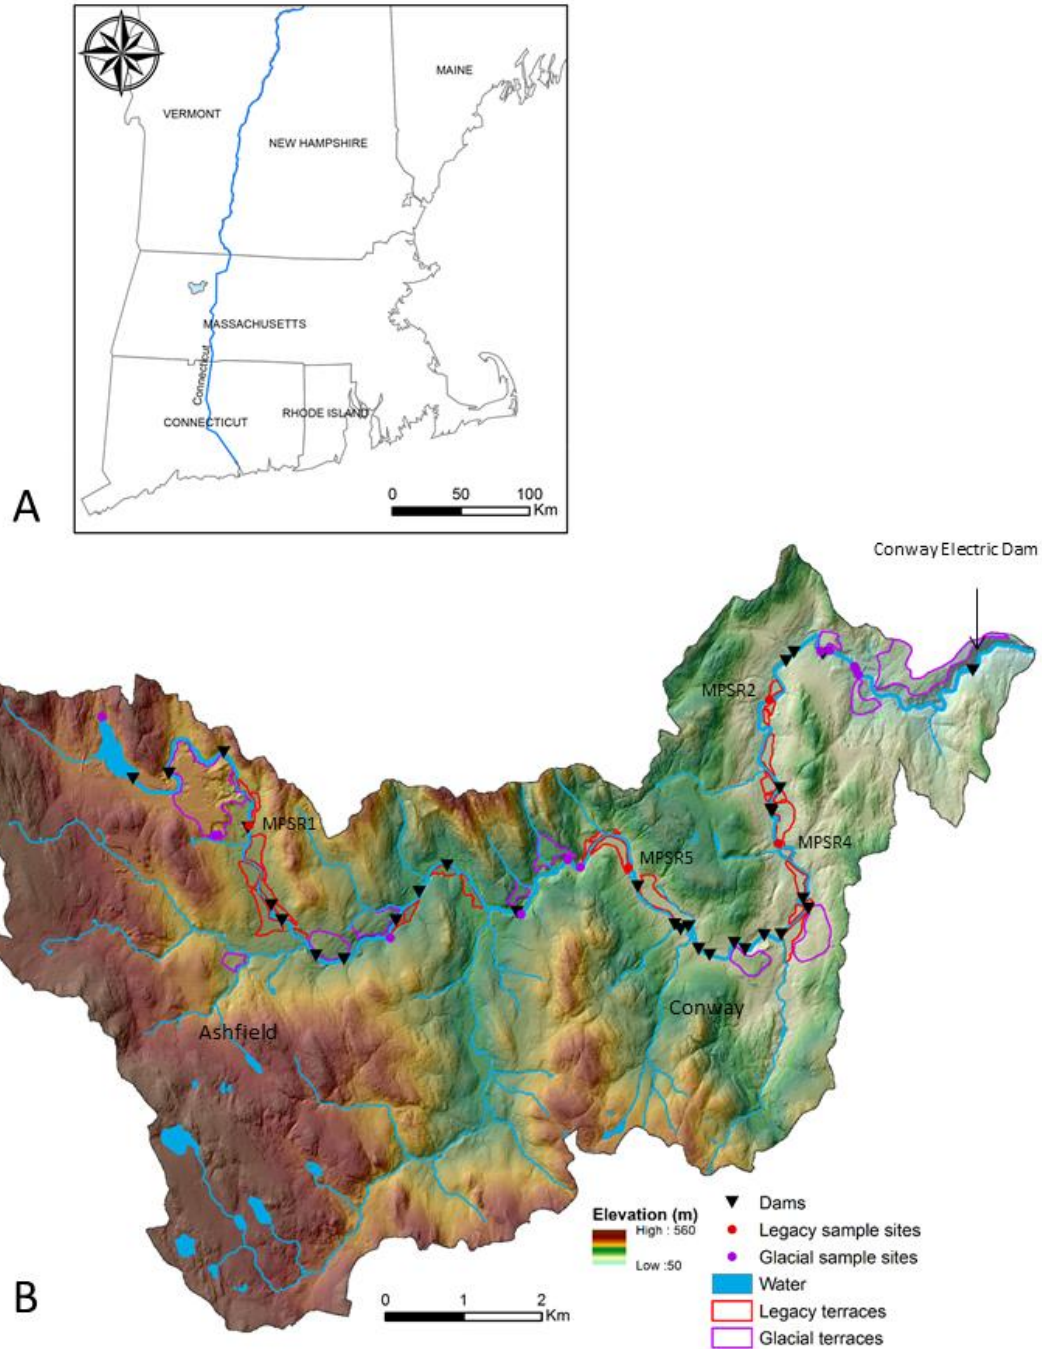 VERMONT
MAINE
NEW HAMPSHIRE
MASSACHUSETTS
Connecticut
CONNECTICUT
RHODE ISLAND
0 50 100
Km
A
Conway Electric Dam
MPSR2
MPSR1
MPSR4
MPSR5
Conway
Ashfield
Elevation (m)
High : 560
Low :50
Dams
Legacy sample sites
Glacial sample sites
Water
Legacy terraces
Glacial terraces
0 1 2
Km
B